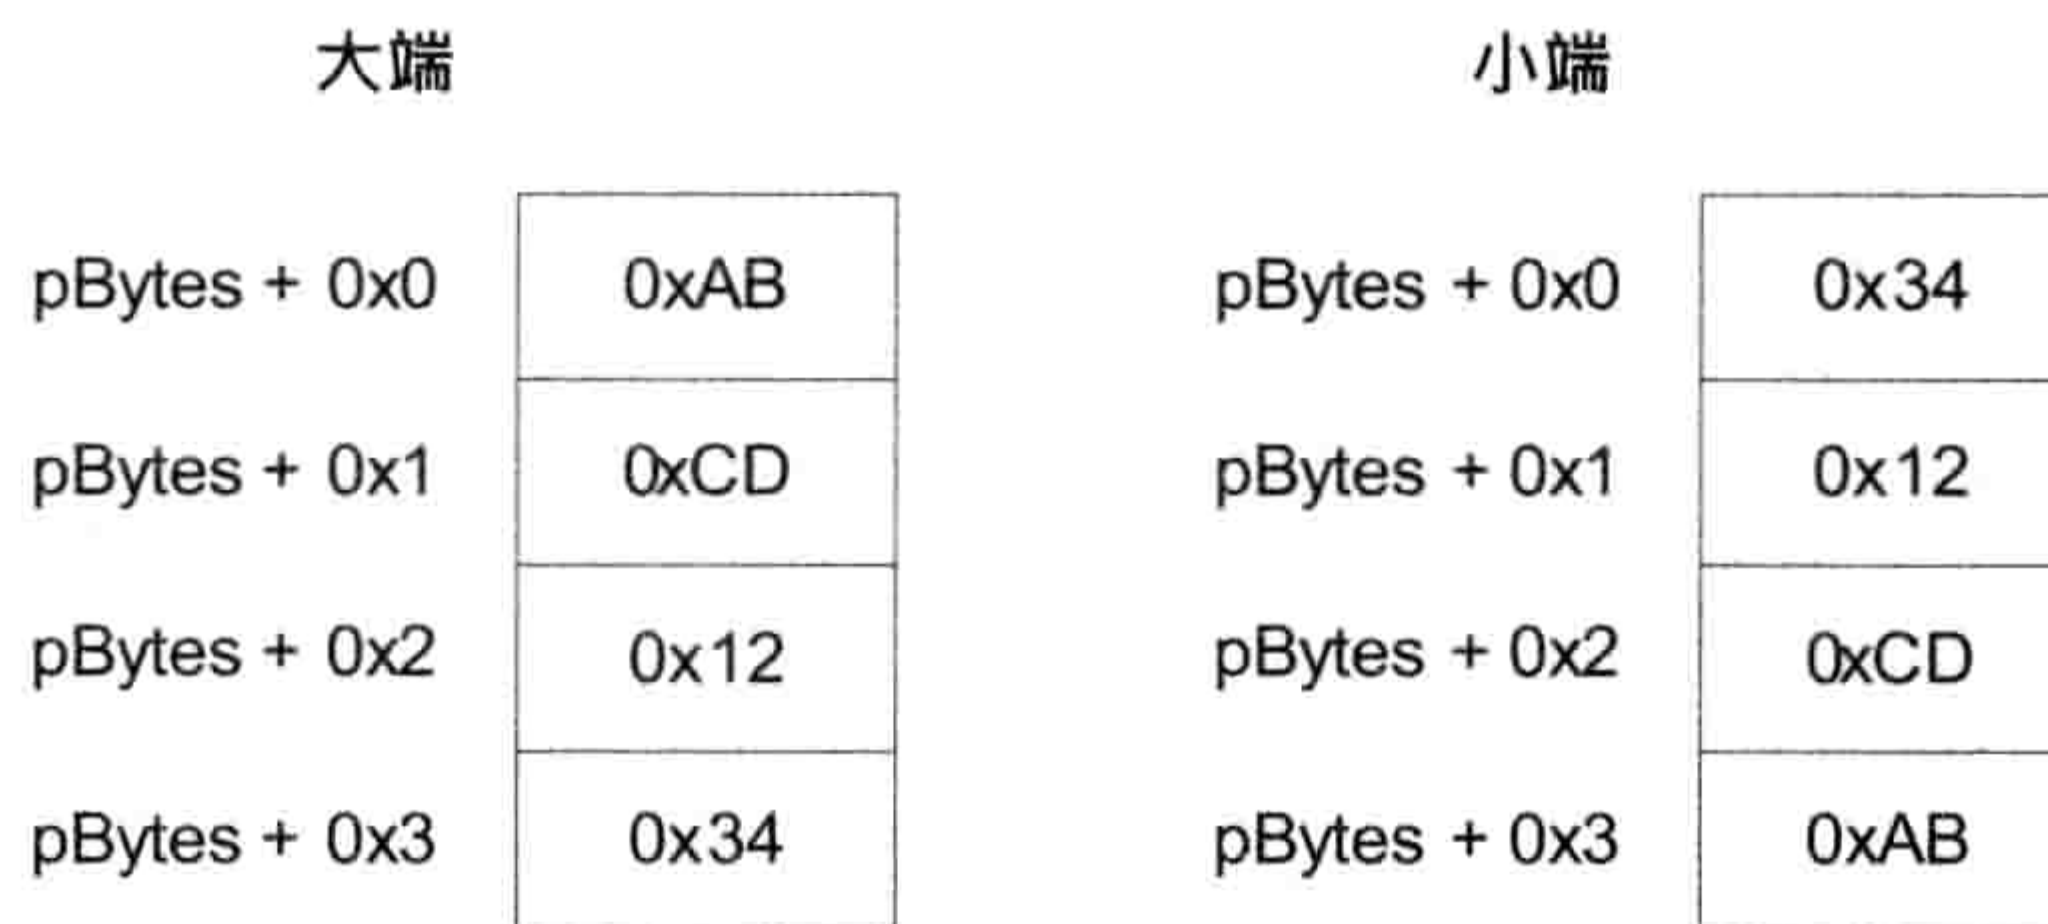 大端 小端
pBytes + 0x0 0xAB pBytes + 0x0 0x34
pBytes + 0x1 0xCD pBytes + 0x1 0x12
pBytes + 0x2 0x12 pBytes + 0x2 0xCD
pBytes + 0x3 0x34 pBytes + 0x3 0xAB